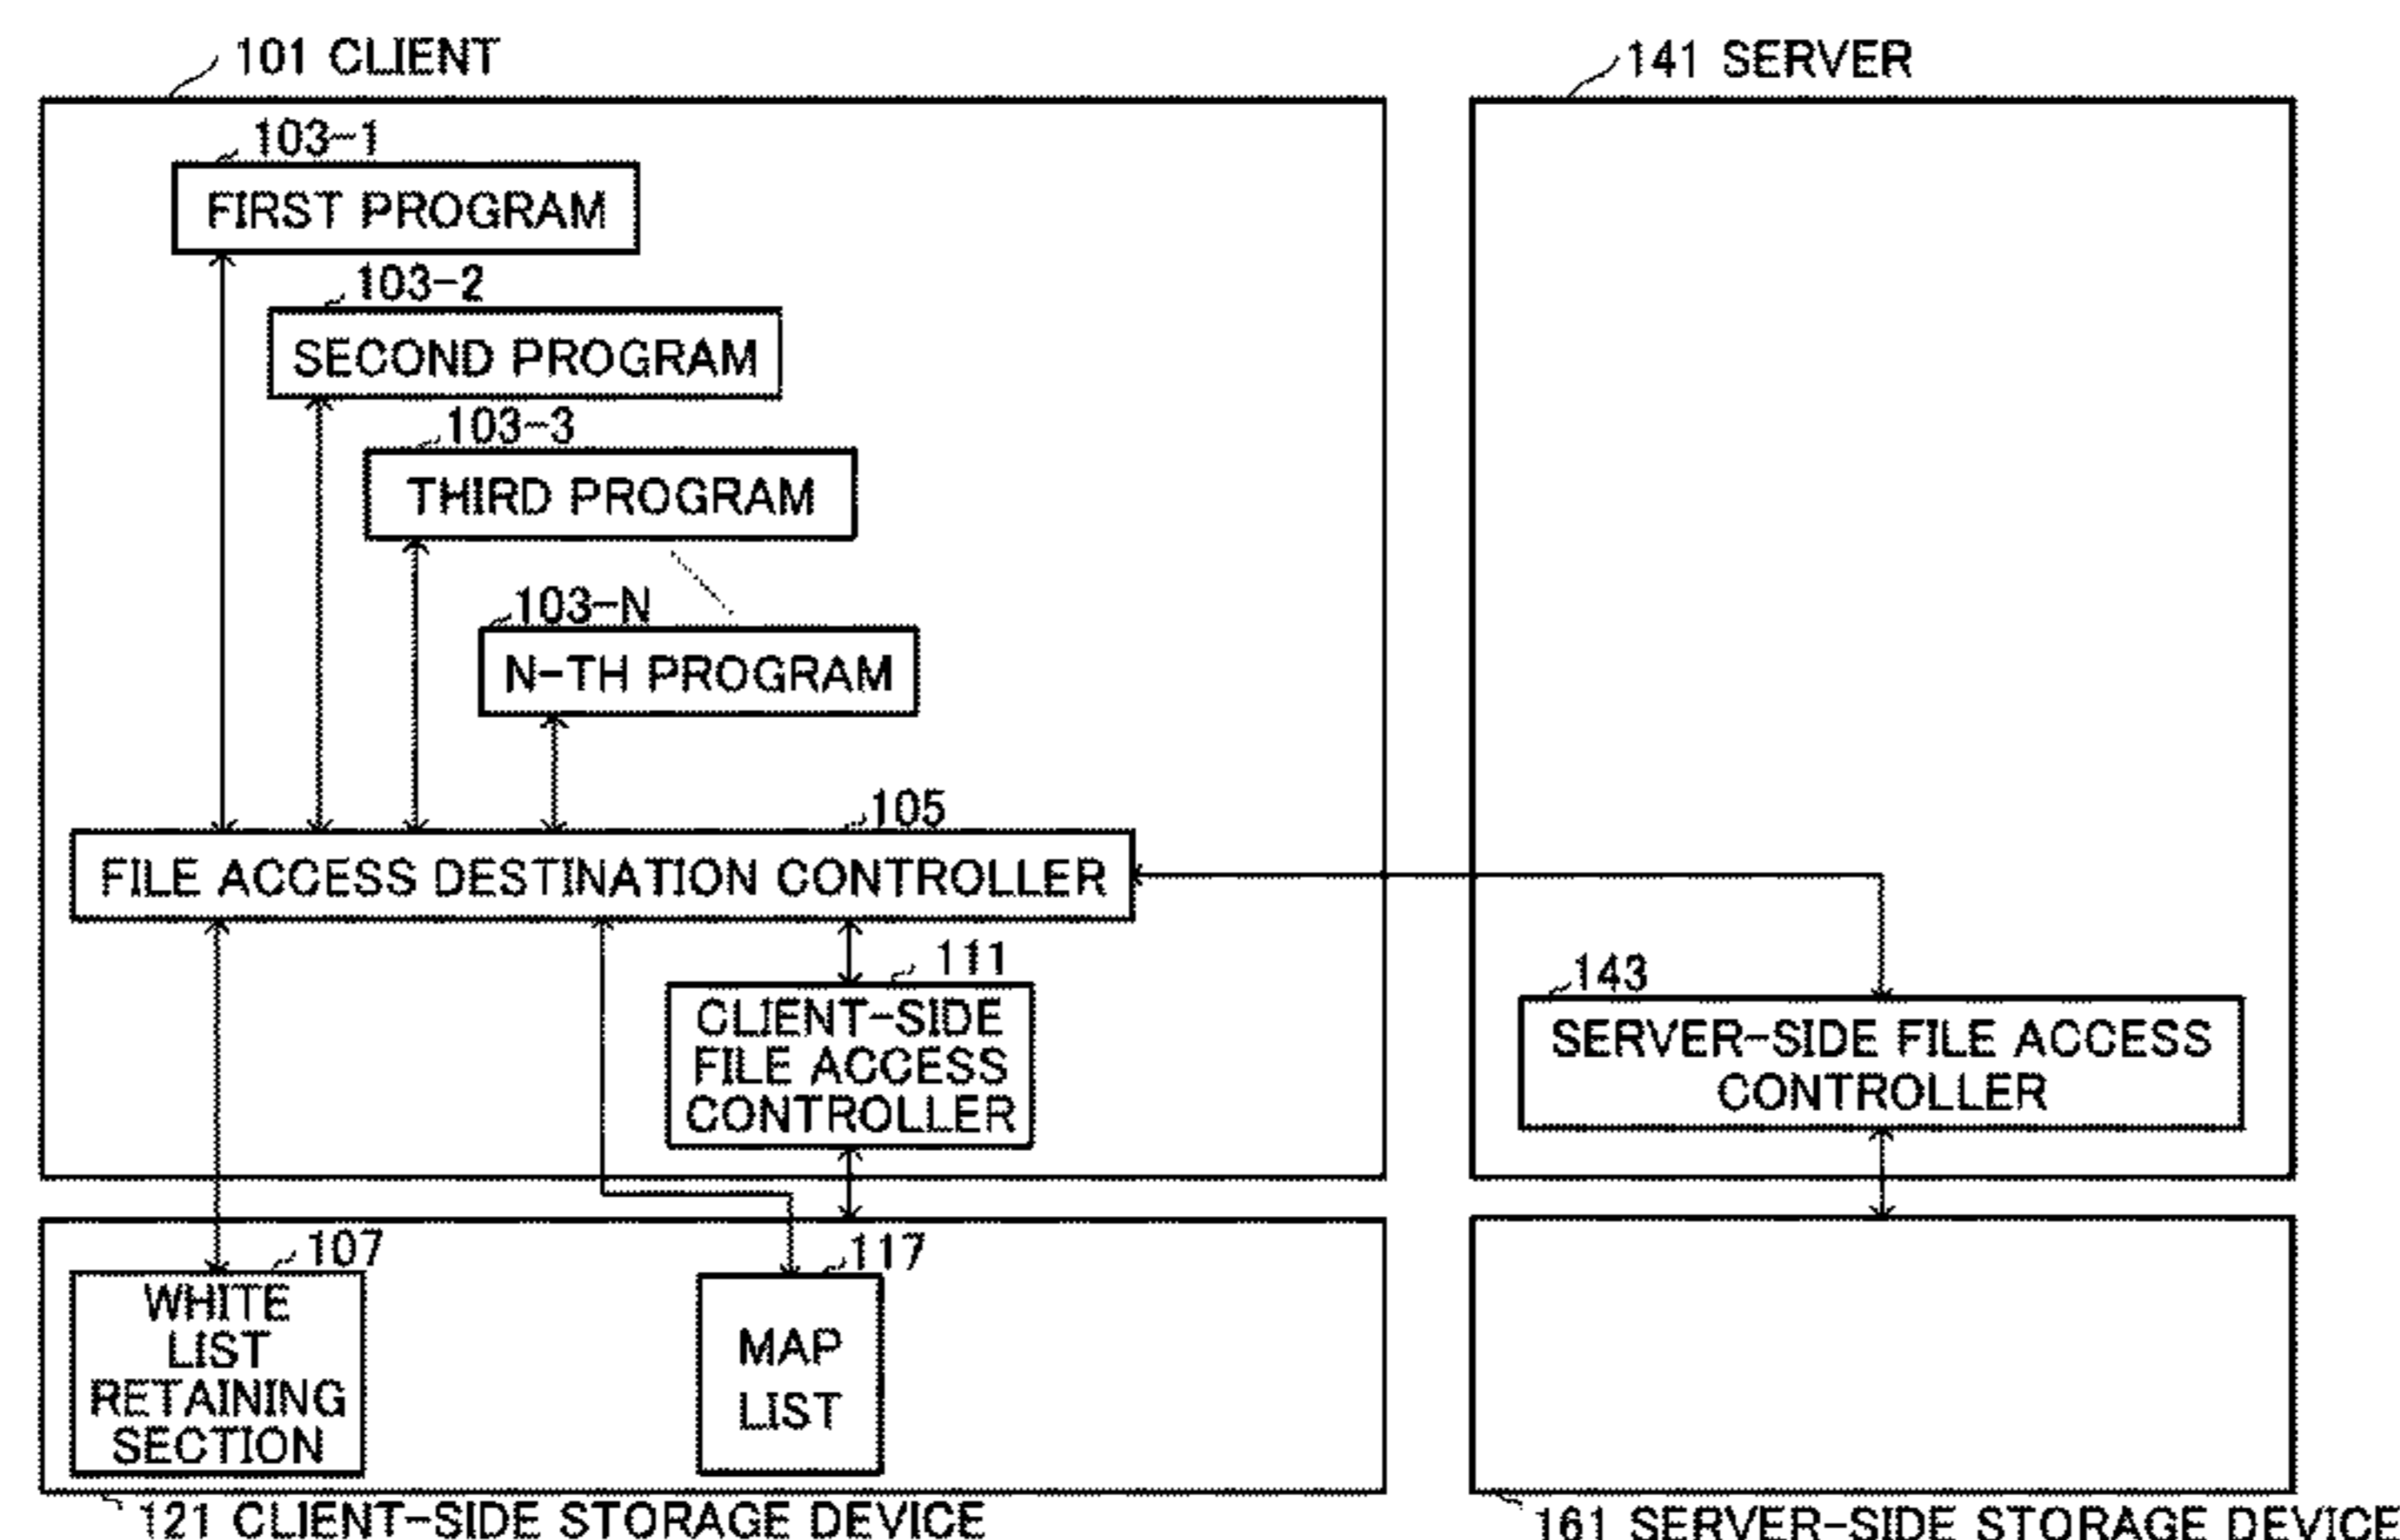 101 CLIENT
141 SERVER
103-1
FIRST PROGRAM
103-2
SECOND PROGRAM
103-3
THIRD PROGRAM
103-N
N-TH PROGRAM
105
FILE ACCESS DESTINATION CONTROLLER
111
CLIENT-SIDE
FILE ACCESS
CONTROLLER
143
SERVER-SIDE FILE ACCESS
CONTROLLER
107
WHITE
LIST
RETAINING
SECTION
117
MAP
LIST
121 CLIENT-SIDE STORAGE DEVICE
161 SERVER-SIDE STORAGE DEVICE